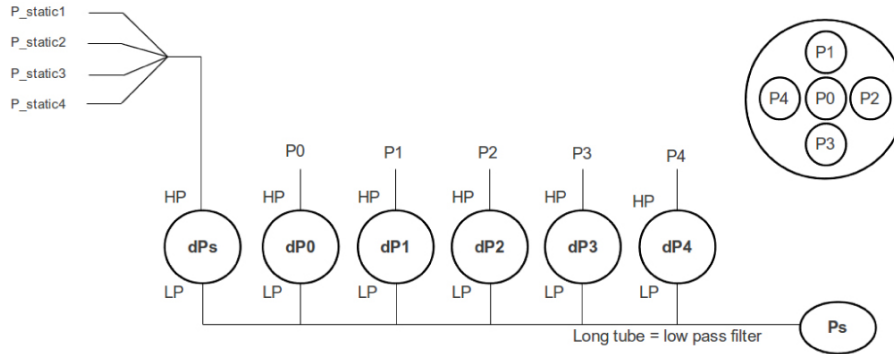 P_static1
P_static2
P_static3
P_static4
P1
P4 P0 P2
P3
P0 P1 P2 P3 P4
HP HP HP HP HP HP
dPs dP0 dP1 dP2 dP3 dP4
LP LP LP LP LP LP
Long tube = low pass filter
Ps